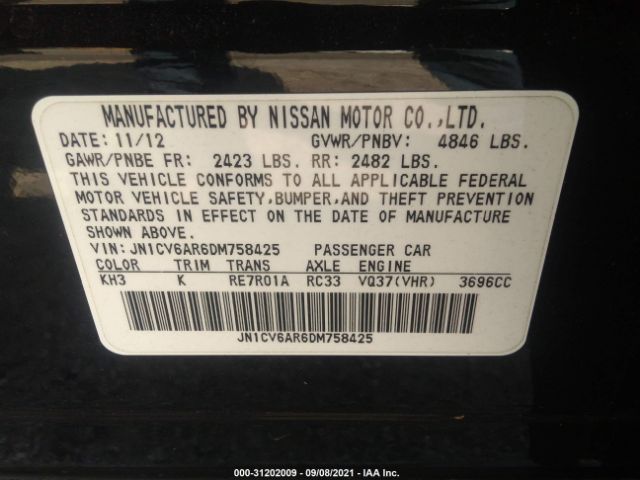 MANUFACTURED BY NISSAN MOTOR CO.,LTD.
DATE: 11/12 GVWR/PNBV: 4846 LBS.
GAWR/PNBE FR: 2423 LBS. RR: 2482 LBS.
THIS VEHICLE CONFORMS TO ALL APPLICABLE FEDERAL
MOTOR VEHICLE SAFETY,BUMPER,AND THEFT PREVENTION
STANDARDS IN EFFECT ON THE DATE OF MANUFACTURE
SHOWN ABOVE.
VIN: JN1CV6AR6DM758425 PASSENGER CAR
COLOR TRIM TRANS AXLE ENGINE
KH3 K RE7R01A RC33 VQ37(VHR) 3696CC
JN1CV6AR6DM758425
000-31202009 - 09/08/2021 - IAA Inc.